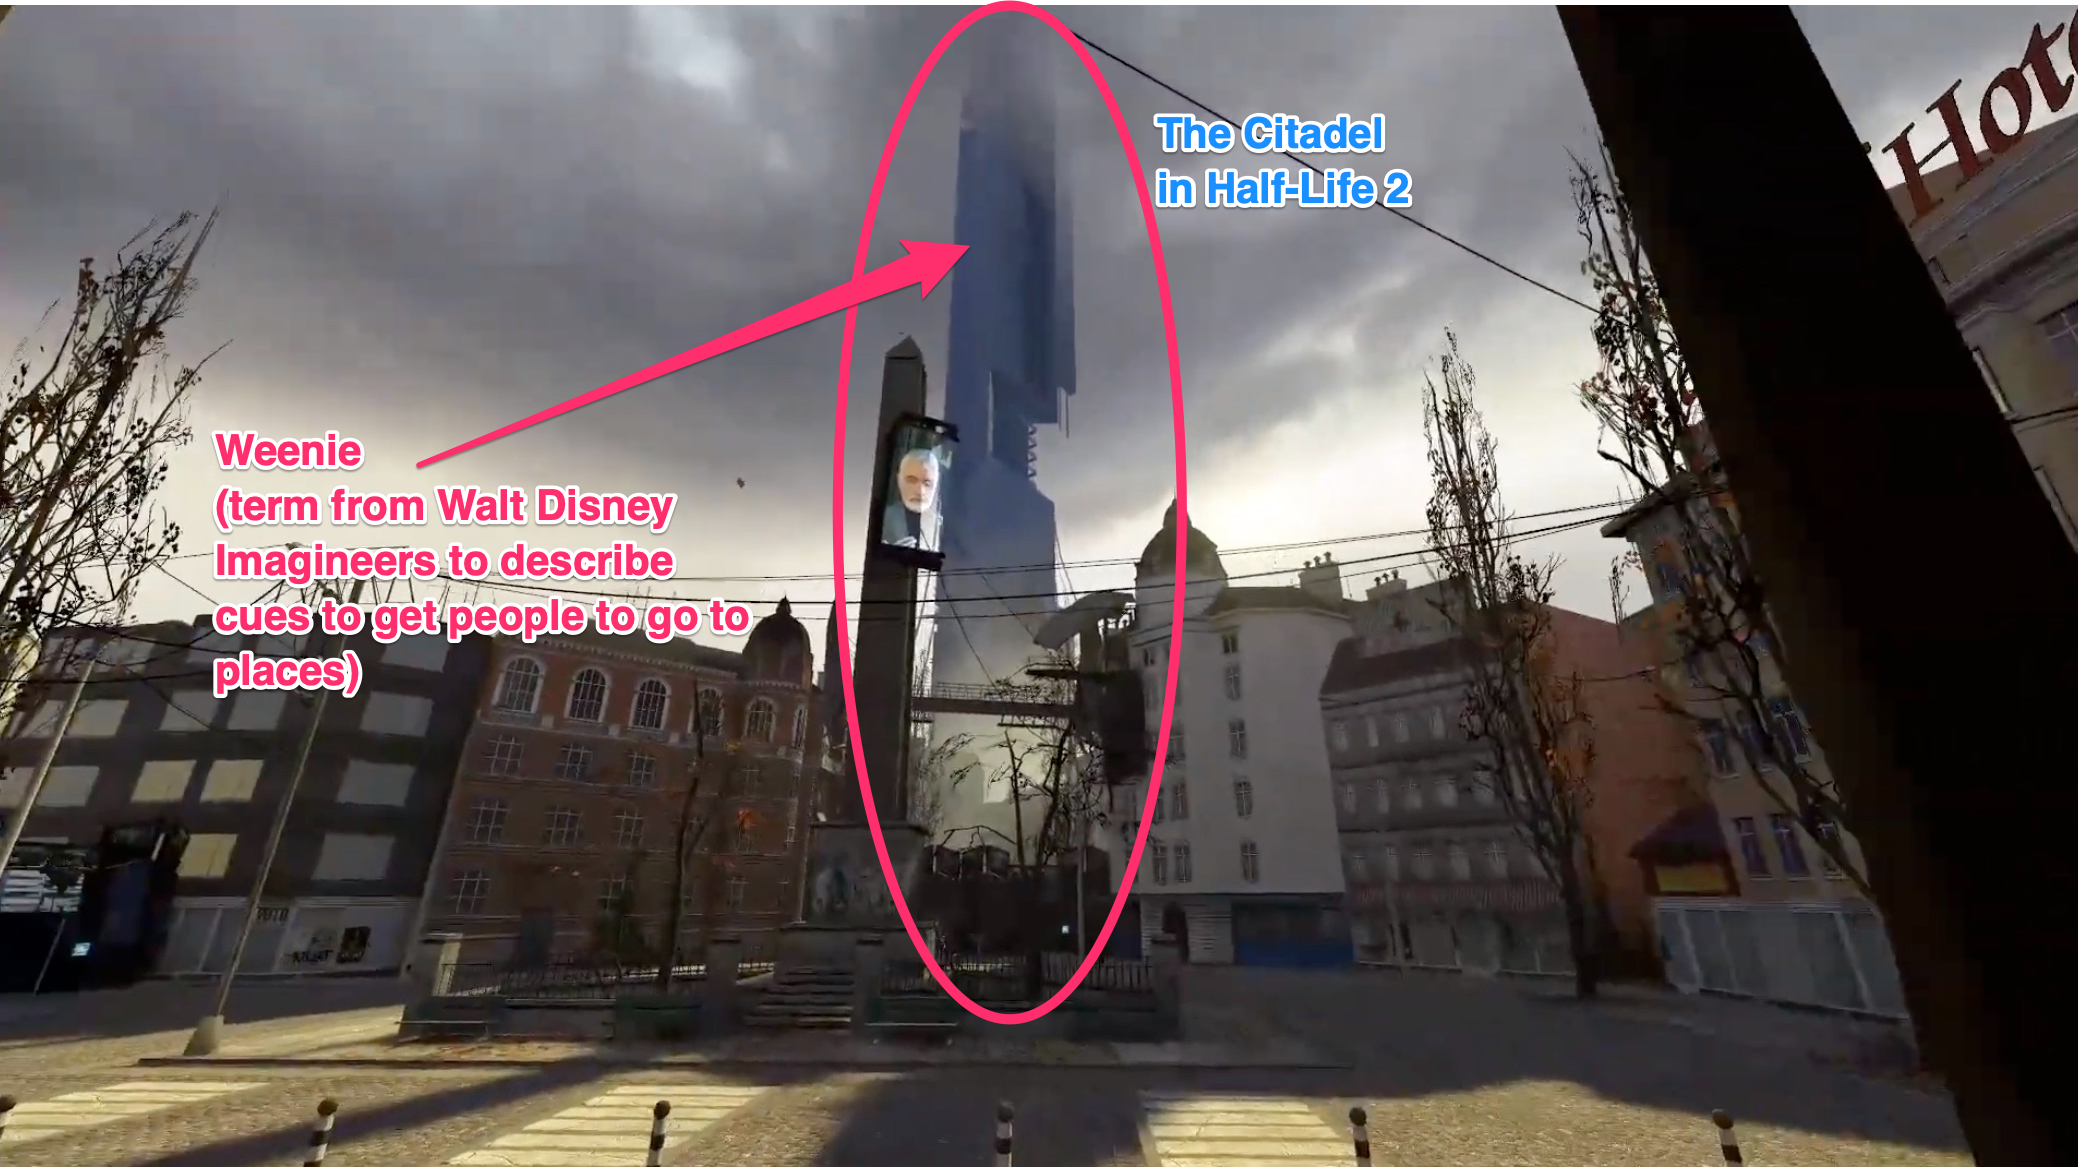 The Citadel
in Half-Life 2
Hot
Weenie
(term from Walt Disney
Imagineers to describe
cues to get people to go to
places)